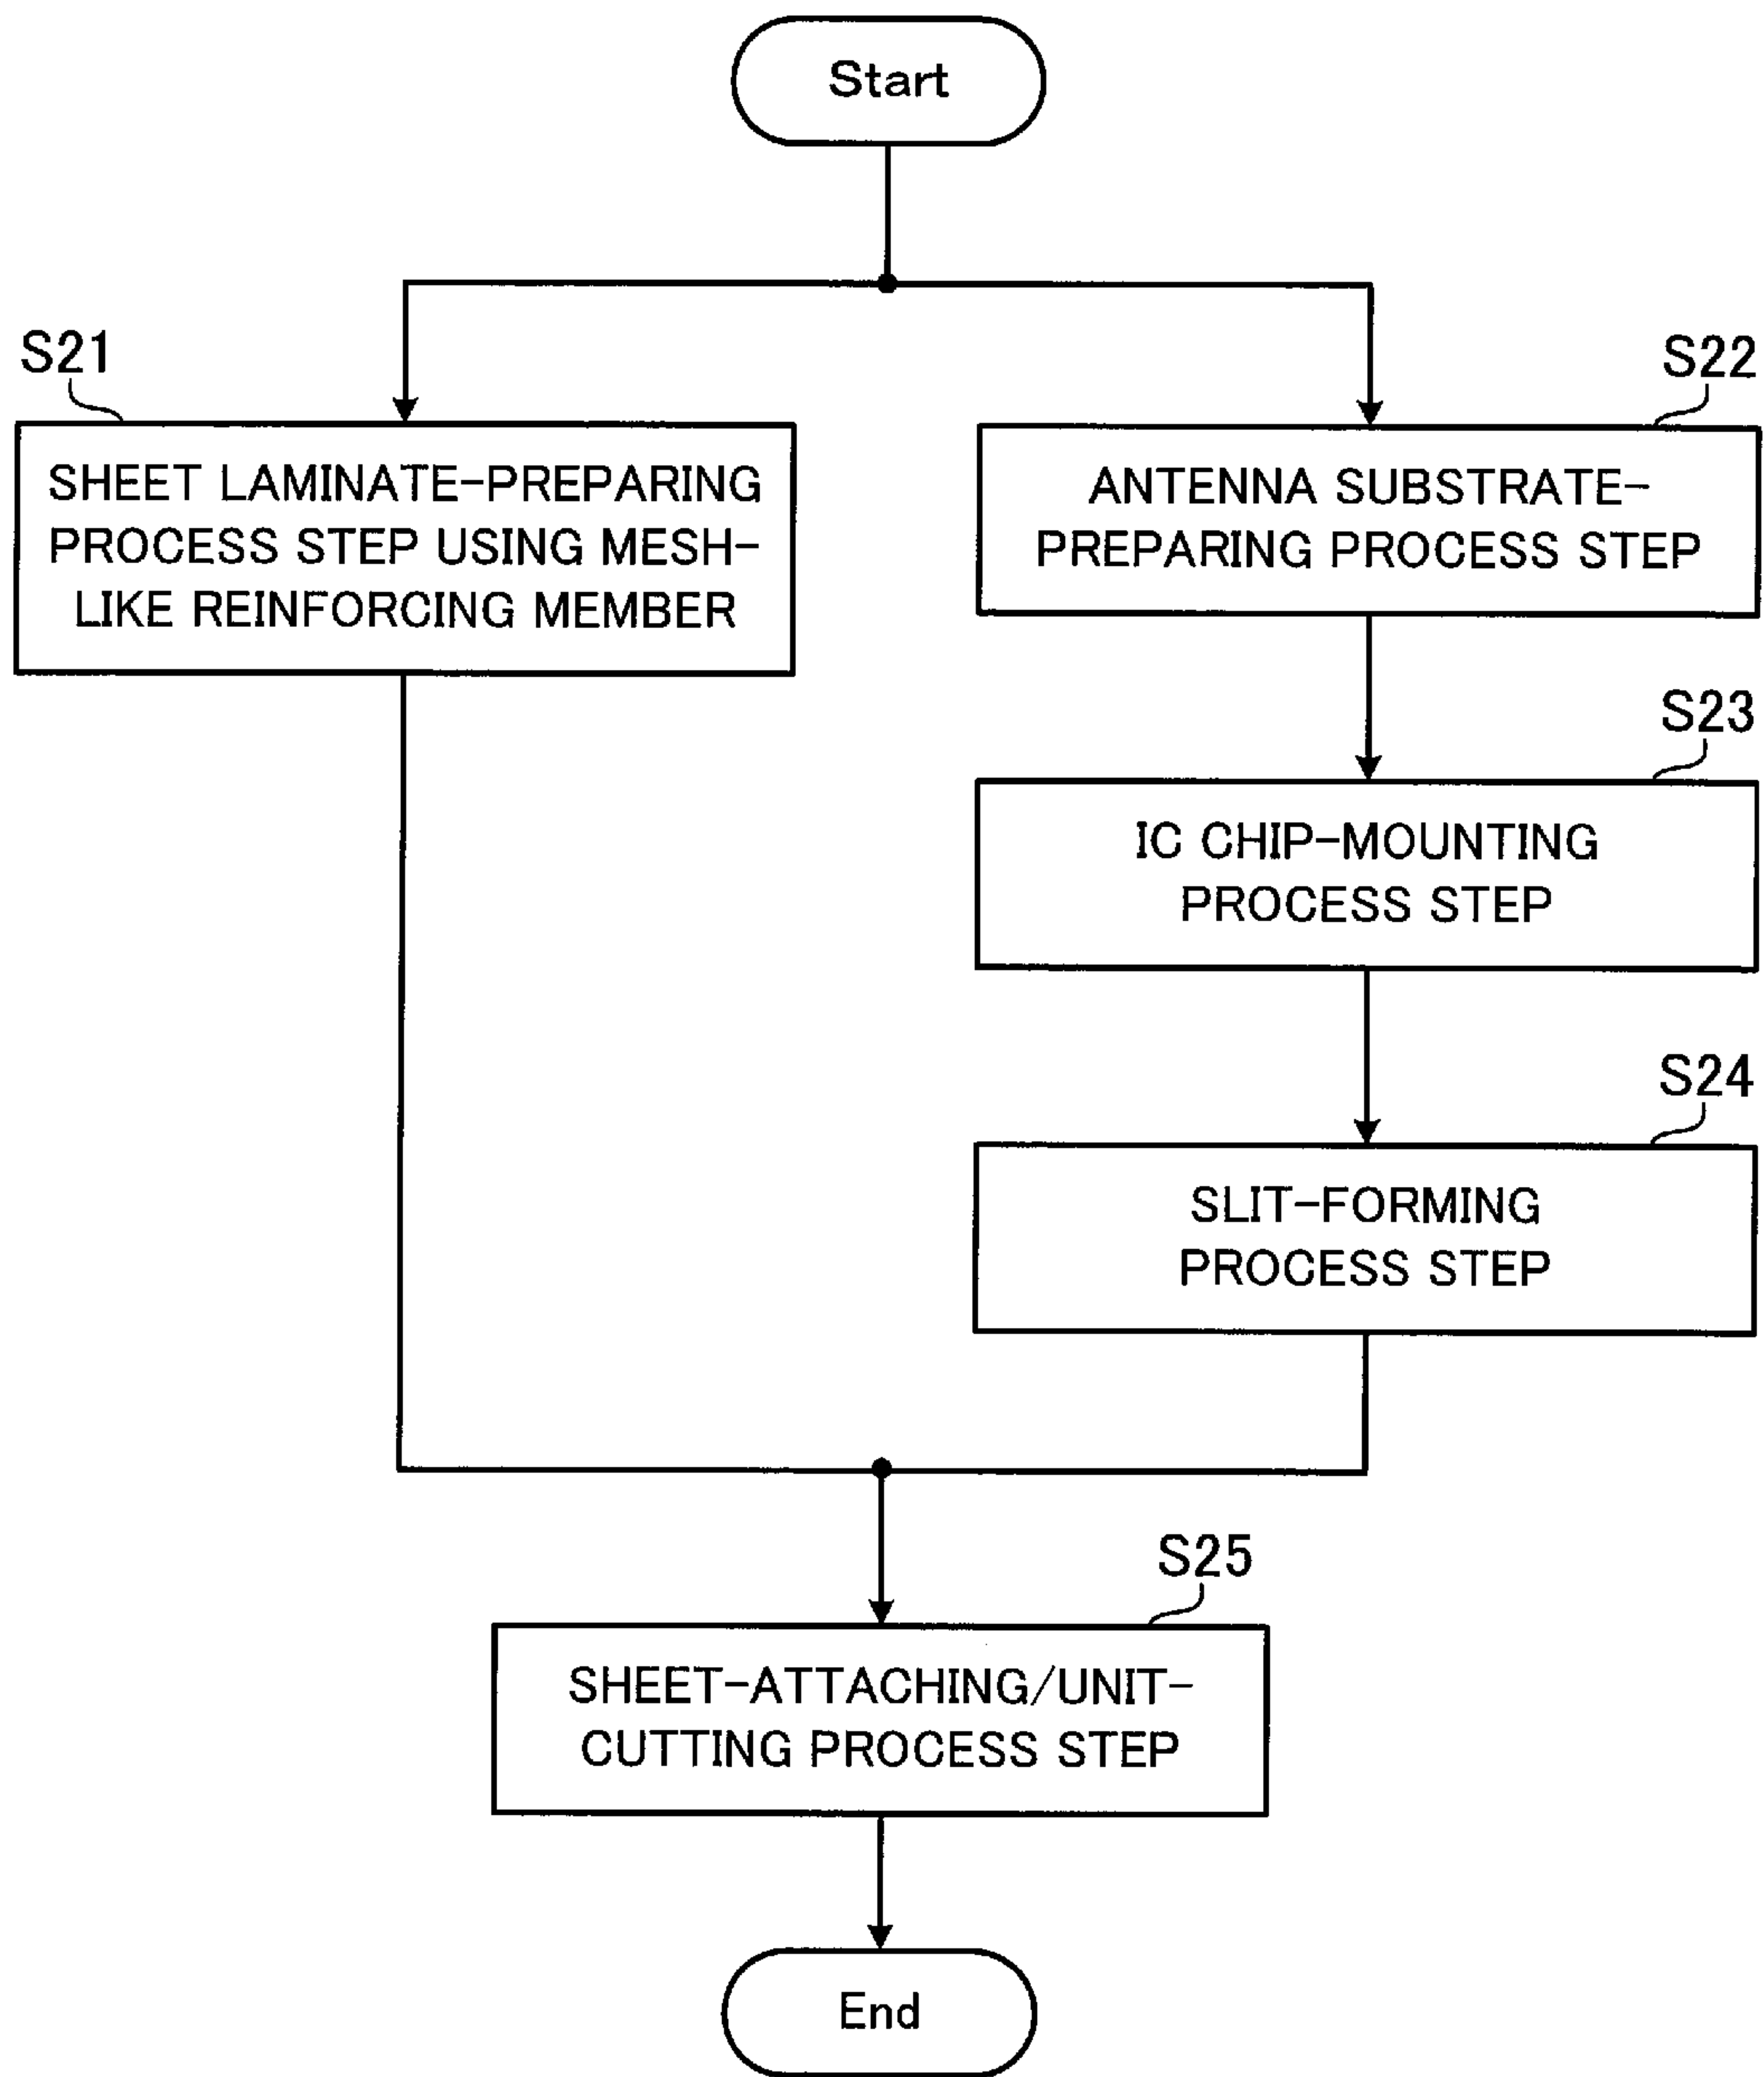 Start
S21
SHEET LAMINATE-PREPARING
PROCESS STEP USING MESH-
LIKE REINFORCING MEMBER
S22
ANTENNA SUBSTRATE-
PREPARING PROCESS STEP
S23
IC CHIP-MOUNTING
PROCESS STEP
S24
SLIT-FORMING
PROCESS STEP
S25
SHEET-ATTACHING/UNIT-
CUTTING PROCESS STEP
End